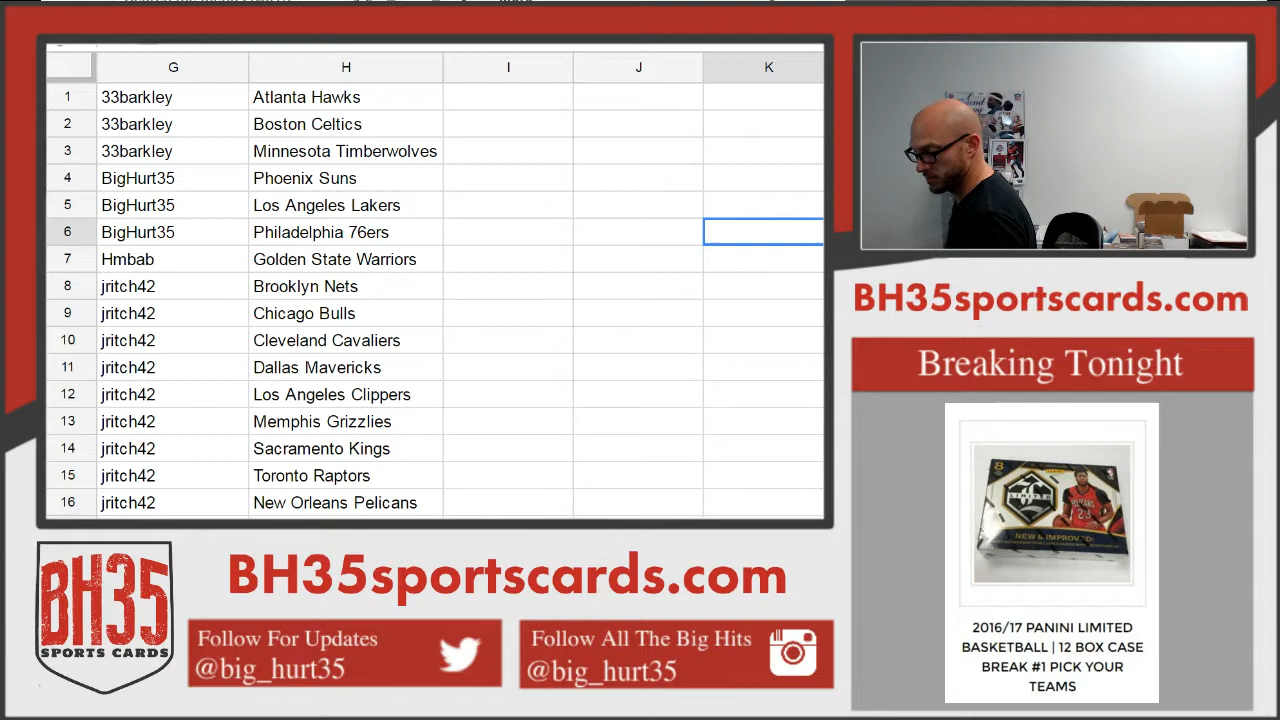 G H I J K
1 33barkley Atlanta Hawks
2 33barkley Boston Celtics
3 33barkley Minnesota Timberwolves
4 BigHurt35 Phoenix Suns
5 BigHurt35 Los Angeles Lakers
6 BigHurt35 Philadelphia 76ers
7 Hmbab Golden State Warriors
8 jritch42 Brooklyn Nets
9 jritch42 Chicago Bulls
10 jritch42 Cleveland Cavaliers
11 jritch42 Dallas Mavericks
12 jritch42 Los Angeles Clippers
13 jritch42 Memphis Grizzlies
14 jritch42 Sacramento Kings
15 jritch42 Toronto Raptors
16 jritch42 New Orleans Pelicans
BH35sportscards.com
Breaking Tonight
8
LIMITED
23
NEW & IMPROVED:
2016/17 PANINI LIMITED
BASKETBALL | 12 BOX CASE
BREAK #1 PICK YOUR
TEAMS
BH35
SPORTS CARDS
BH35sportscards.com
Follow For Updates
@big_hurt35
Follow All The Big Hits
@big_hurt35